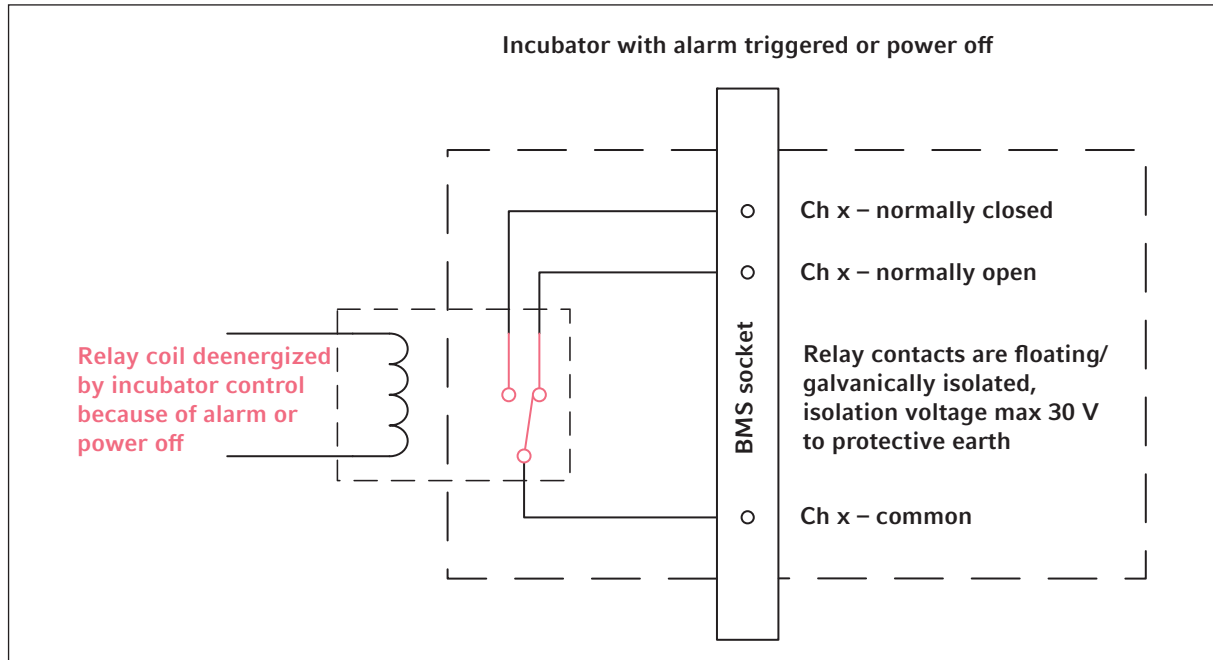 Incubator with alarm triggered or power off
Ch x – normally closed
Ch x – normally open
Relay coil deenergized
by incubator control
because of alarm or
power off
BMS socket
Relay contacts are floating/
galvanically isolated,
isolation voltage max 30 V
to protective earth
Ch x – common